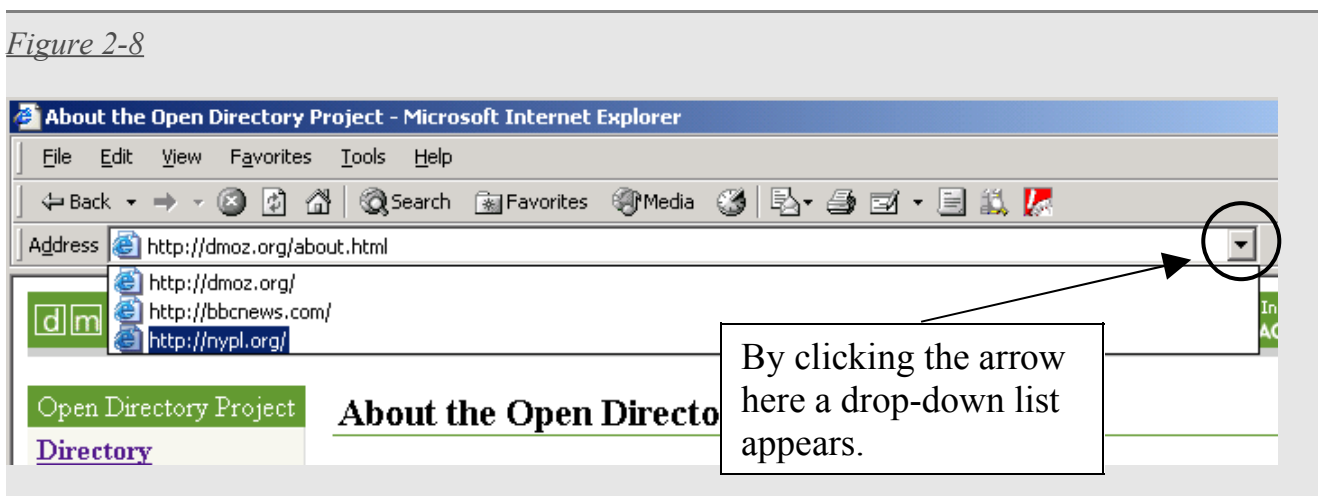 Figure 2-8
About the Open Directory Project - Microsoft Internet Explorer
File Edit View Favorites Tools Help
Back Search Favorites Media
Address http://dmoz.org/about.html
http://dmoz.org/
http://bbcnews.com/
http://nypl.org/
d m
In
By clicking the arrow
here a drop-down list
appears.
Open Directory Project
About the Open Directo
Directory